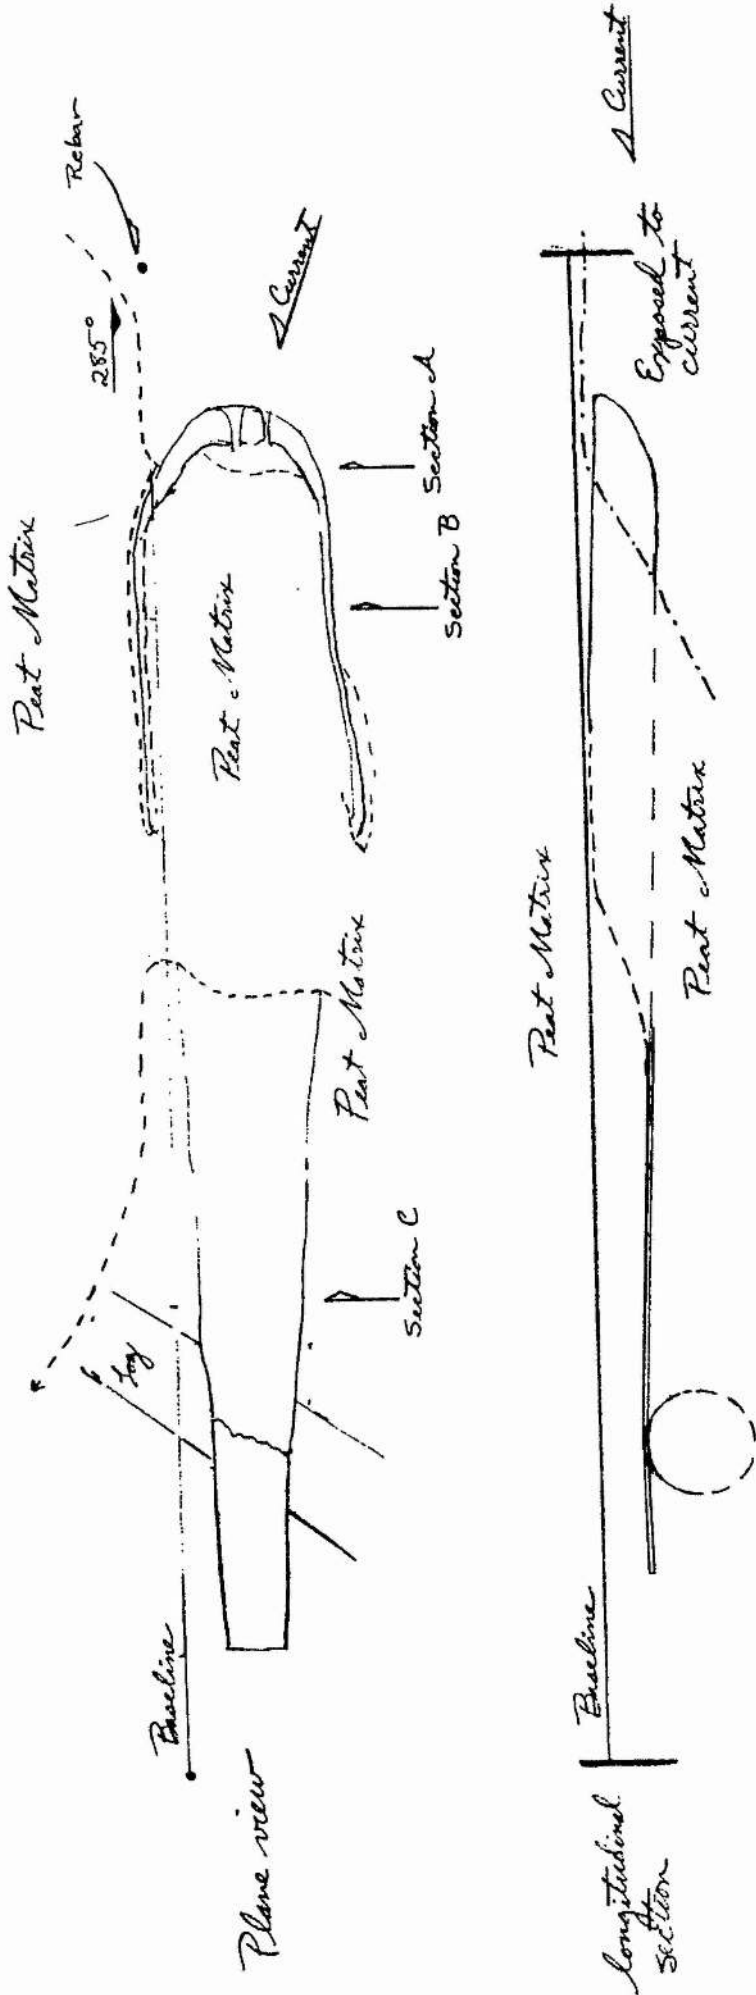 Peat Matrix
285°
Rebar
Current
Peat Matrix
Section A
Section B
Peat Matrix
Log
Section C
Baseline
Plane view
Peat Matrix
Current
Exposed to
current
Peat Matrix
Baseline
longitudinal
section